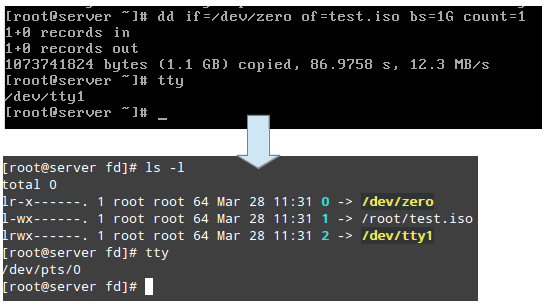 [root@server ~]# dd if=/dev/zero of=test.iso bs=1G count=1
1+0 records in
1+0 records out
1073741824 bytes (1.1 GB) copied, 86.9758 s, 12.3 MB/s
[root@server ~]# tty
/dev/tty1
[root@server ~]# _
[root@server fd]# ls -l
total 0
lr-x------. 1 root root 64 Mar 28 11:31 0 -> /dev/zero
l-wx------. 1 root root 64 Mar 28 11:31 1 -> /root/test.iso
lrwx------. 1 root root 64 Mar 28 11:31 2 -> /dev/tty1
[root@server fd]# tty
/dev/pts/0
[root@server fd]#